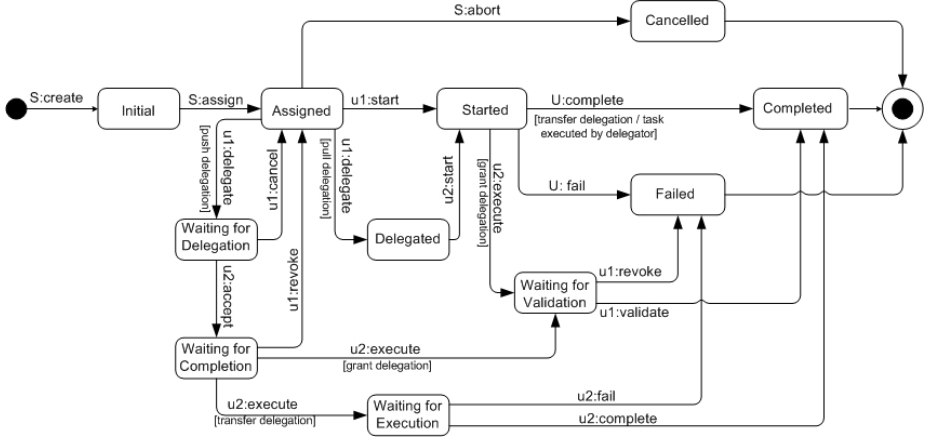 S:abort
Cancelled
S:create
Initial
S:assign
Assigned
u1:start
Started
U:complete
[transfer delegation / task
executed by delegator]
Completed
u1:delegate
[push delegation]
u1:cancel
u1:delegate
[pull delegation]
u2:start
u2:execute
[grant delegation]
U: fail
Failed
Waiting for
Delegation
Delegated
u2:accept
u1:revoke
Waiting for
Validation
u1:revoke
u1:validate
Waiting for
Completion
u2:execute
[grant delegation]
u2:execute
[transfer delegation]
Waiting for
Execution
u2:fail
u2:complete